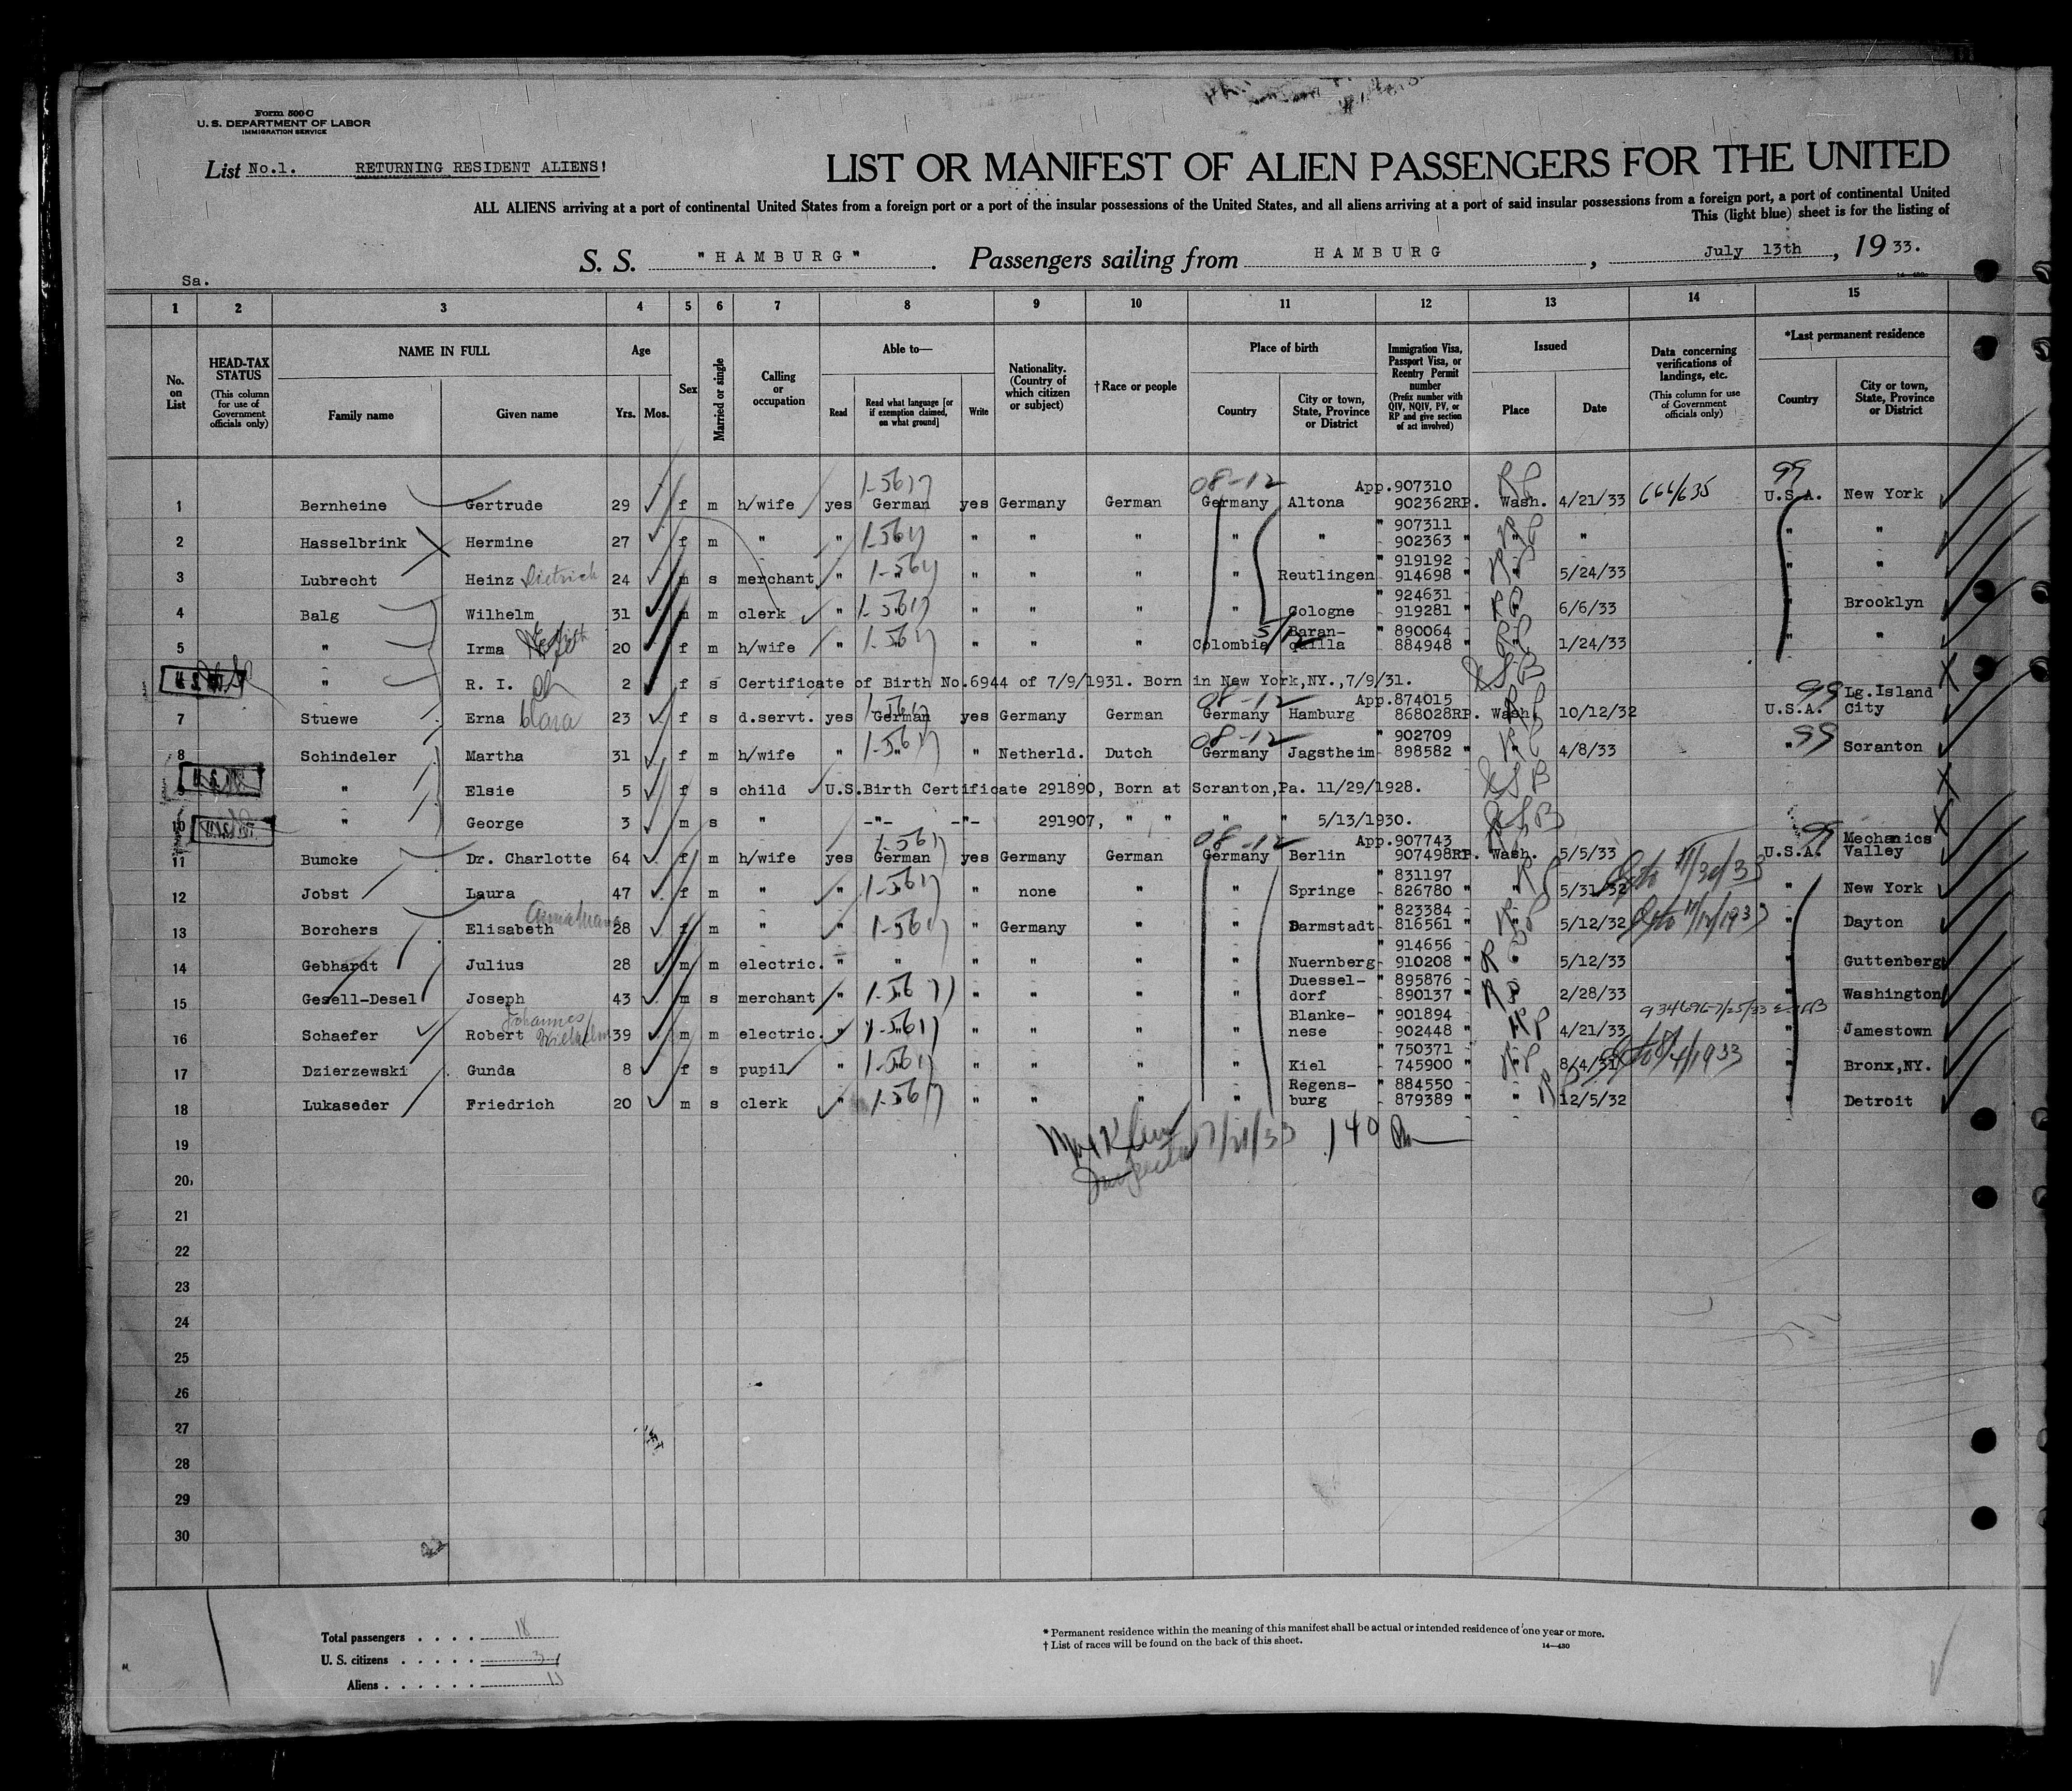 Form 500 C
U. S. DEPARTMENT OF LABOR
IMMIGRATION SERVICE
List No.1. RETURNING RESIDENT ALIENS!
LIST OR MANIFEST OF ALIEN PASSENGERS FOR THE UNITED
ALL ALIENS arriving at a port of continental United States from a foreign port or a port of the insular possessions of the United States, and all aliens arriving at a port of said insular possessions from a foreign port, a port of continental United
This (light blue) sheet is for the listing of
S. S. "HAMBURG". Passengers sailing from HAMBURG, July 13th, 1933.
Sa.
1 2 3 4 5 6 7 8 9 10 11 12 13 14 15
No. on List
HEAD-TAX STATUS (This column for use of Government officials only)
NAME IN FULL Family name Given name
Age Yrs. Mos.
Sex
Married or single
Calling or occupation
Able to— Read Read what language [or if exemption claimed, on what ground] Write
Nationality. (Country of which citizen or subject)
†Race or people
Place of birth Country City or town, State, Province or District
Immigration Visa, Passport Visa, or Reentry Permit number (Prefix number with QIV, NQIV, PV, or RP and give section of act involved)
Issued Place Date
Data concerning verifications of landings, etc. (This column for use of Government officials only)
*Last permanent residence Country City or town, State, Province or District
1 Bernheine Gertrude 29 f m h/wife yes German yes Germany German Germany Altona App.907310 902362RP. Wash. 4/21/33 U.S.A. New York
2 Hasselbrink Hermine 27 f m " " " " " " " " " 907311 902363 " " " " "
3 Lubrecht Heinz Dietrich 24 m s merchant " " " " " " Reutlingen " 919192 914698 " " 5/24/33 " "
4 Balg Wilhelm 31 m m clerk " " " " " " Cologne " 924631 919281 " " 6/6/33 " Brooklyn
5 " Irma 20 f m h/wife " " " " " Colombia Baranquilla " 890064 884948 " " 1/24/33 " "
" R. I. 2 f s Certificate of Birth No.6944 of 7/9/1931. Born in New York,NY.,7/9/31.
7 Stuewe Erna Clara 23 f s d.servt. yes German yes Germany German Germany Hamburg App.874015 868028RP. Wash. 10/12/32 U.S.A. Lg.Island City
8 Schindeler Martha 31 f m h/wife " " " Netherld. Dutch Germany Jagstheim " 902709 898582 " " 4/8/33 " Scranton
9 " Elsie 5 f s child U.S.Birth Certificate 291890, Born at Scranton,Pa. 11/29/1928.
10 " George 3 m s " -"- -"- 291907, " " " " 5/13/1930.
11 Bumcke Dr. Charlotte 64 f m h/wife yes German yes Germany German Germany Berlin App.907743 907498RP. Wash. 5/5/33 U.S.A. Mechanics Valley
12 Jobst Laura 47 f m " " " " none " " Springe " 831197 826780 " " 5/31/32 " New York
13 Borchers Elisabeth 28 f m " " " " Germany " " Darmstadt " 823384 816561 " " 5/12/32 " Dayton
14 Gebhardt Julius 28 m m electric. " " " " " " Nuernberg " 914656 910208 " " 5/12/33 " Guttenberg
15 Gesell-Desel Joseph 43 m s merchant " " " " " " Duesseldorf " 895876 890137 " " 2/28/33 " Washington
16 Schaefer Robert Johannes Wilhelm 39 m m electric. " " " " " " Blankenese " 901894 902448 " " 4/21/33 " Jamestown
17 Dzierzewski Gunda 8 f s pupil " " " " " " Kiel " 750371 745900 " " 8/4/31 " Bronx,NY.
18 Lukaseder Friedrich 20 m s clerk " " " " " " Regensburg " 884550 879389 " " 12/5/32 " Detroit
19
20
21
22
23
24
25
26
27
28
29
30
Total passengers . . . . 18
U. S. citizens . . . . . 3
Aliens . . . . . .
* Permanent residence within the meaning of this manifest shall be actual or intended residence of one year or more.
† List of races will be found on the back of this sheet.
14—430